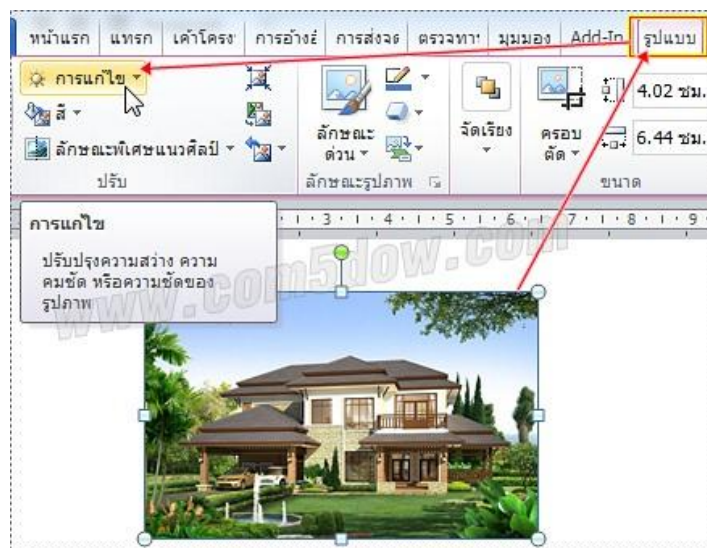 หน้าแรก แทรก เค้าโครง การอ้างอิ การส่งจด ตรวจทาน มุมมอง Add-In รูปแบบ
การแก้ไข
สี
ลักษณะพิเศษแนวศิลป์
ปรับ
ลักษณะ
ด่วน
ลักษณะรูปภาพ
จัดเรียง
ครอบ
ตัด
4.02 ซม.
6.44 ซม.
ขนาด
3 4 5 6 7 8 9
การแก้ไข
ปรับปรุงความสว่าง ความ
คมชัด หรือความชัดของ
รูปภาพ
www.com5dow.com